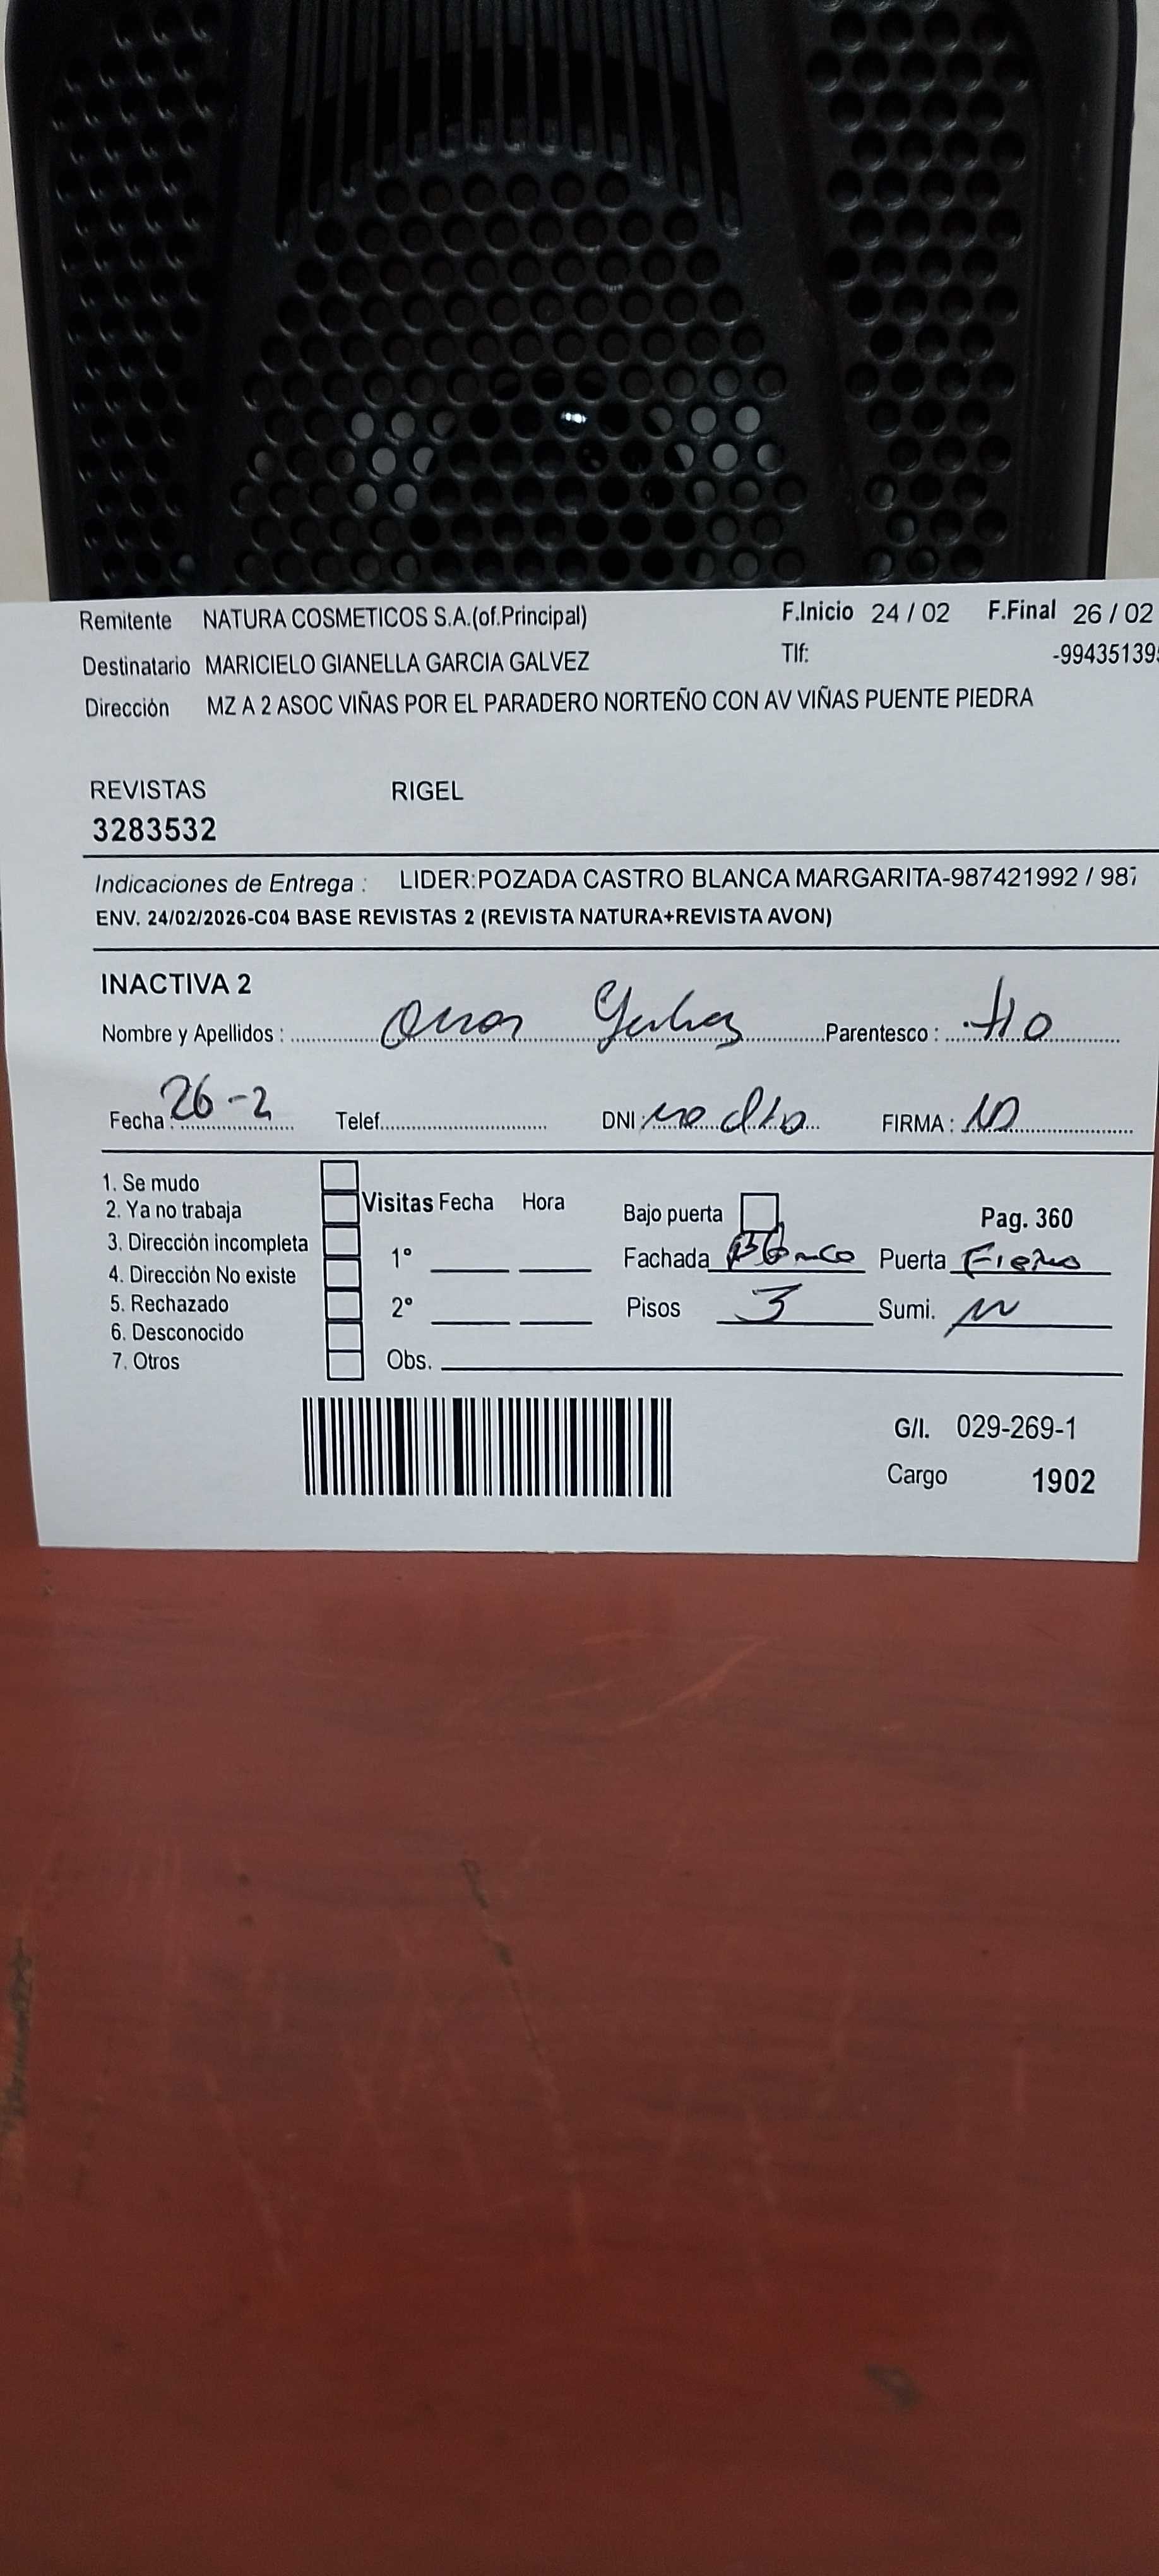 Remitente NATURA COSMETICOS S.A.(of.Principal) F.Inicio 24 / 02 F.Final 26 / 02
Destinatario MARICIELO GIANELLA GARCIA GALVEZ Tlf: -99435139
Dirección MZ A 2 ASOC VIÑAS POR EL PARADERO NORTEÑO CON AV VIÑAS PUENTE PIEDRA
REVISTAS RIGEL
3283532
Indicaciones de Entrega : LIDER:POZADA CASTRO BLANCA MARGARITA-987421992 / 987
ENV. 24/02/2026-C04 BASE REVISTAS 2 (REVISTA NATURA+REVISTA AVON)
INACTIVA 2
Nombre y Apellidos : Parentesco : tio
Fecha : 26-2 Telef. DNI: no dio FIRMA :
1. Se mudo
2. Ya no trabaja
3. Dirección incompleta
4. Dirección No existe
5. Rechazado
6. Desconocido
7. Otros
Visitas Fecha Hora
1°
2°
Obs.
Bajo puerta Pag. 360
Fachada Blanco Puerta Fierro
Pisos 3 Sumi.
G/I. 029-269-1
Cargo 1902